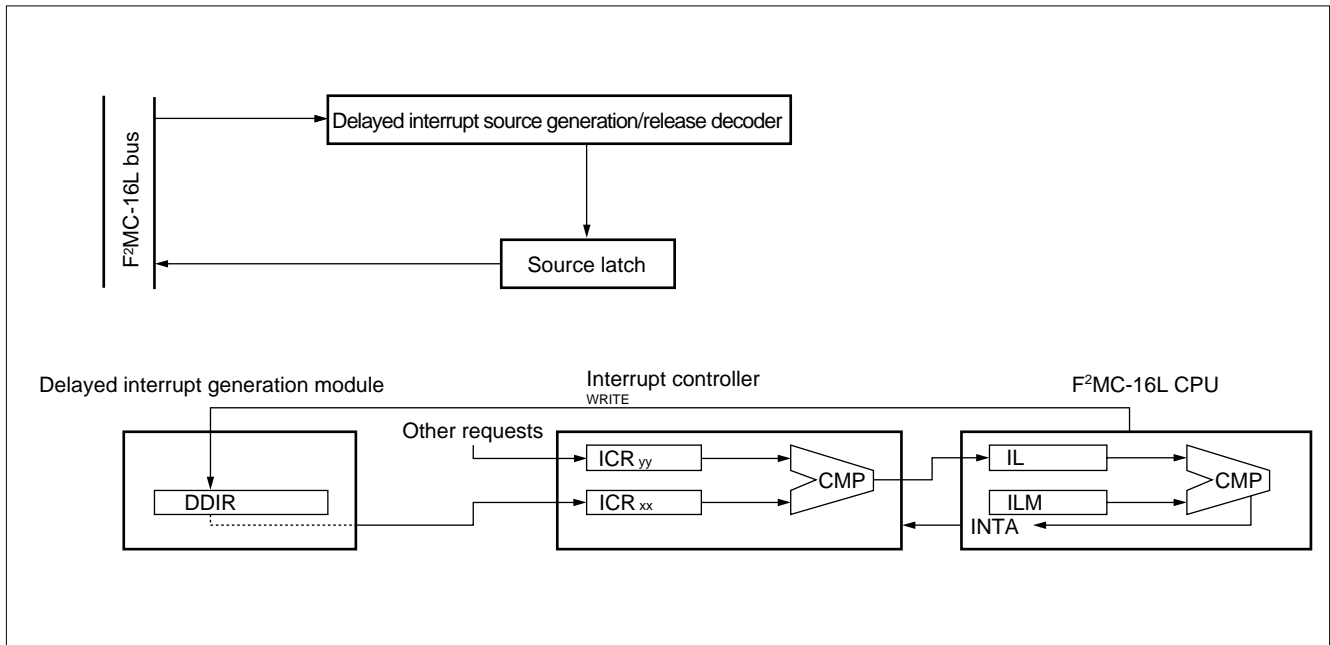 F²MC-16L bus
Delayed interrupt source generation/release decoder
Source latch
Delayed interrupt generation module
Interrupt controller
F²MC-16L CPU
WRITE
Other requests
DDIR
ICR yy
ICR xx
CMP
IL
ILM
CMP
INTA